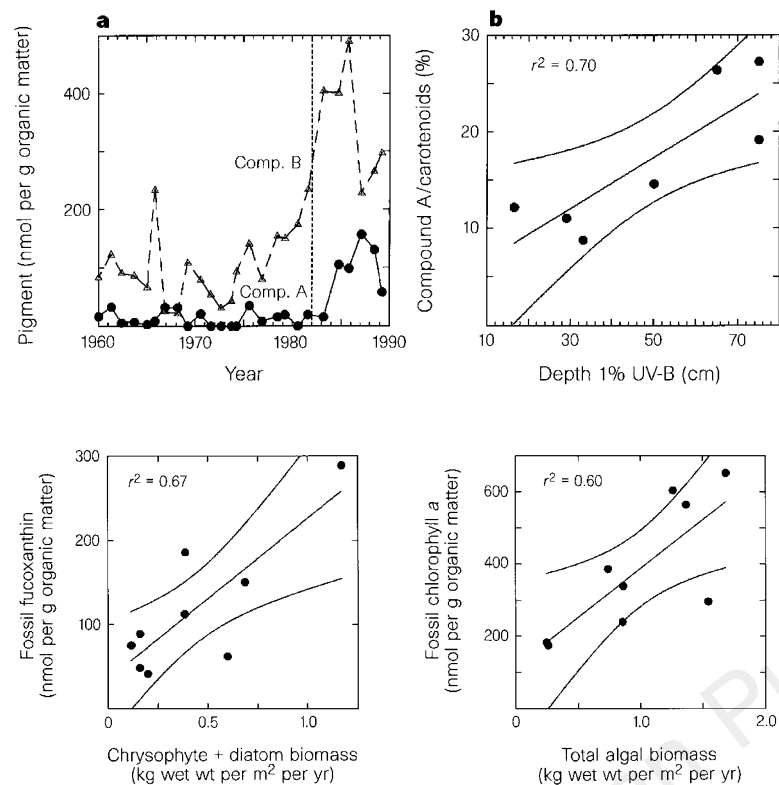 a
Pigment (nmol per g organic matter)
400
200
Comp. B
Comp. A
1960
1970
1980
1990
Year
b
Compound A/carotenoids (%)
30
20
10
r² = 0.70
10
30
50
70
Depth 1% UV-B (cm)
Fossil fucoxanthin
(nmol per g organic matter)
300
200
100
r² = 0.67
0
0.5
1.0
Chrysophyte + diatom biomass
(kg wet wt per m² per yr)
Fossil chlorophyll a
(nmol per g organic matter)
600
400
200
0
r² = 0.60
0
1.0
2.0
Total algal biomass
(kg wet wt per m² per yr)